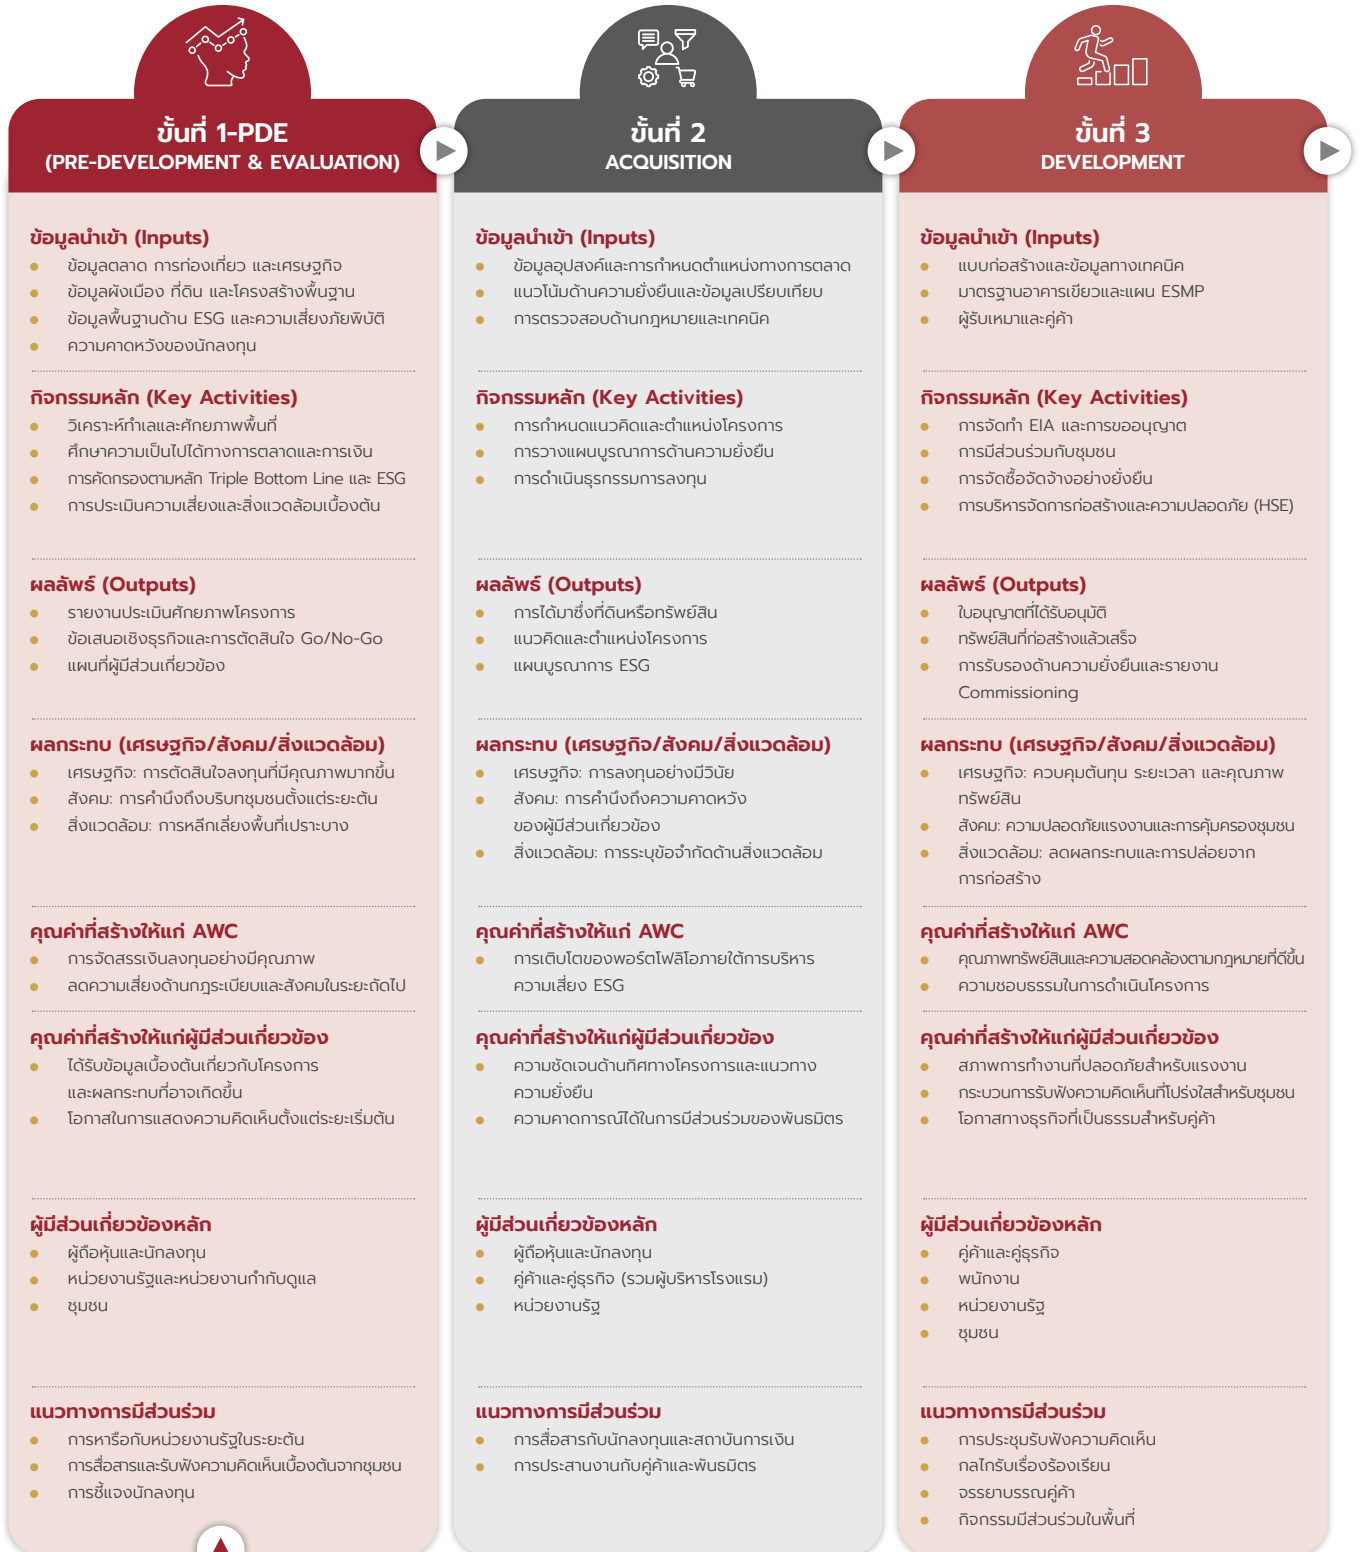 ขั้นที่ 1-PDE
(PRE-DEVELOPMENT & EVALUATION)
ข้อมูลนำเข้า (Inputs)
ข้อมูลตลาด การท่องเที่ยว และเศรษฐกิจ
ข้อมูลผังเมือง ที่ดิน และโครงสร้างพื้นฐาน
ข้อมูลพื้นฐานด้าน ESG และความเสี่ยงภัยพิบัติ
ความคาดหวังของนักลงทุน
กิจกรรมหลัก (Key Activities)
วิเคราะห์ทำเลและศักยภาพพื้นที่
ศึกษาความเป็นไปได้ทางการตลาดและการเงิน
การคัดกรองตามหลัก Triple Bottom Line และ ESG
การประเมินความเสี่ยงและสิ่งแวดล้อมเบื้องต้น
ผลลัพธ์ (Outputs)
รายงานประเมินศักยภาพโครงการ
ข้อเสนอเชิงธุรกิจและการตัดสินใจ Go/No-Go
แผนที่ผู้มีส่วนเกี่ยวข้อง
ผลกระทบ (เศรษฐกิจ/สังคม/สิ่งแวดล้อม)
เศรษฐกิจ: การตัดสินใจลงทุนที่มีคุณภาพมากขึ้น
สังคม: การคำนึงถึงบริบทชุมชนตั้งแต่ระยะต้น
สิ่งแวดล้อม: การหลีกเลี่ยงพื้นที่เปราะบาง
คุณค่าที่สร้างให้แก่ AWC
การจัดสรรเงินลงทุนอย่างมีคุณภาพ
ลดความเสี่ยงด้านกฎระเบียบและสังคมในระยะถัดไป
คุณค่าที่สร้างให้แก่ผู้มีส่วนเกี่ยวข้อง
ได้รับข้อมูลเบื้องต้นเกี่ยวกับโครงการ
และผลกระทบที่อาจเกิดขึ้น
โอกาสในการแสดงความคิดเห็นตั้งแต่ระยะเริ่มต้น
ผู้มีส่วนเกี่ยวข้องหลัก
ผู้ถือหุ้นและนักลงทุน
หน่วยงานรัฐและหน่วยงานกำกับดูแล
ชุมชน
แนวทางการมีส่วนร่วม
การหารือกับหน่วยงานรัฐในระยะต้น
การสื่อสารและรับฟังความคิดเห็นเบื้องต้นจากชุมชน
การชี้แจงนักลงทุน
ขั้นที่ 2
ACQUISITION
ข้อมูลนำเข้า (Inputs)
ข้อมูลอุปสงค์และการกำหนดตำแหน่งทางการตลาด
แนวโน้มด้านความยั่งยืนและข้อมูลเปรียบเทียบ
การตรวจสอบด้านกฎหมายและเทคนิค
กิจกรรมหลัก (Key Activities)
การกำหนดแนวคิดและตำแหน่งโครงการ
การวางแผนบูรณาการด้านความยั่งยืน
การดำเนินธุรกรรมการลงทุน
ผลลัพธ์ (Outputs)
การได้มาซึ่งที่ดินหรือทรัพย์สิน
แนวคิดและตำแหน่งโครงการ
แผนบูรณาการ ESG
ผลกระทบ (เศรษฐกิจ/สังคม/สิ่งแวดล้อม)
เศรษฐกิจ: การลงทุนอย่างมีวินัย
สังคม: การคำนึงถึงความคาดหวัง
ของผู้มีส่วนเกี่ยวข้อง
สิ่งแวดล้อม: การระบุข้อจำกัดด้านสิ่งแวดล้อม
คุณค่าที่สร้างให้แก่ AWC
การเติบโตของพอร์ตโฟลิโอภายใต้การบริหาร
ความเสี่ยง ESG
คุณค่าที่สร้างให้แก่ผู้มีส่วนเกี่ยวข้อง
ความชัดเจนด้านทิศทางโครงการและแนวทาง
ความยั่งยืน
ความคาดการณ์ได้ในการมีส่วนร่วมของพันธมิตร
ผู้มีส่วนเกี่ยวข้องหลัก
ผู้ถือหุ้นและนักลงทุน
คู่ค้าและคู่ธุรกิจ (รวมผู้บริหารโรงแรม)
หน่วยงานรัฐ
แนวทางการมีส่วนร่วม
การสื่อสารกับนักลงทุนและสถาบันการเงิน
การประสานงานกับคู่ค้าและพันธมิตร
ขั้นที่ 3
DEVELOPMENT
ข้อมูลนำเข้า (Inputs)
แบบก่อสร้างและข้อมูลทางเทคนิค
มาตรฐานอาคารเขียวและแผน ESMP
ผู้รับเหมาและคู่ค้า
กิจกรรมหลัก (Key Activities)
การจัดทำ EIA และการขออนุญาต
การมีส่วนร่วมกับชุมชน
การจัดซื้อจัดจ้างอย่างยั่งยืน
การบริหารจัดการก่อสร้างและความปลอดภัย (HSE)
ผลลัพธ์ (Outputs)
ใบอนุญาตที่ได้รับอนุมัติ
ทรัพย์สินที่ก่อสร้างแล้วเสร็จ
การรับรองด้านความยั่งยืนและรายงาน
Commissioning
ผลกระทบ (เศรษฐกิจ/สังคม/สิ่งแวดล้อม)
เศรษฐกิจ: ควบคุมต้นทุน ระยะเวลา และคุณภาพ
ทรัพย์สิน
สังคม: ความปลอดภัยแรงงานและการคุ้มครองชุมชน
สิ่งแวดล้อม: ลดผลกระทบและการปล่อยจาก
การก่อสร้าง
คุณค่าที่สร้างให้แก่ AWC
คุณภาพทรัพย์สินและความสอดคล้องตามกฎหมายที่ดีขึ้น
ความชอบธรรมในการดำเนินโครงการ
คุณค่าที่สร้างให้แก่ผู้มีส่วนเกี่ยวข้อง
สภาพการทำงานที่ปลอดภัยสำหรับแรงงาน
กระบวนการรับฟังความคิดเห็นที่โปร่งใสสำหรับชุมชน
โอกาสทางธุรกิจที่เป็นธรรมสำหรับคู่ค้า
ผู้มีส่วนเกี่ยวข้องหลัก
คู่ค้าและคู่ธุรกิจ
พนักงาน
หน่วยงานรัฐ
ชุมชน
แนวทางการมีส่วนร่วม
การประชุมรับฟังความคิดเห็น
กลไกรับเรื่องร้องเรียน
จรรยาบรรณคู่ค้า
กิจกรรมมีส่วนร่วมในพื้นที่